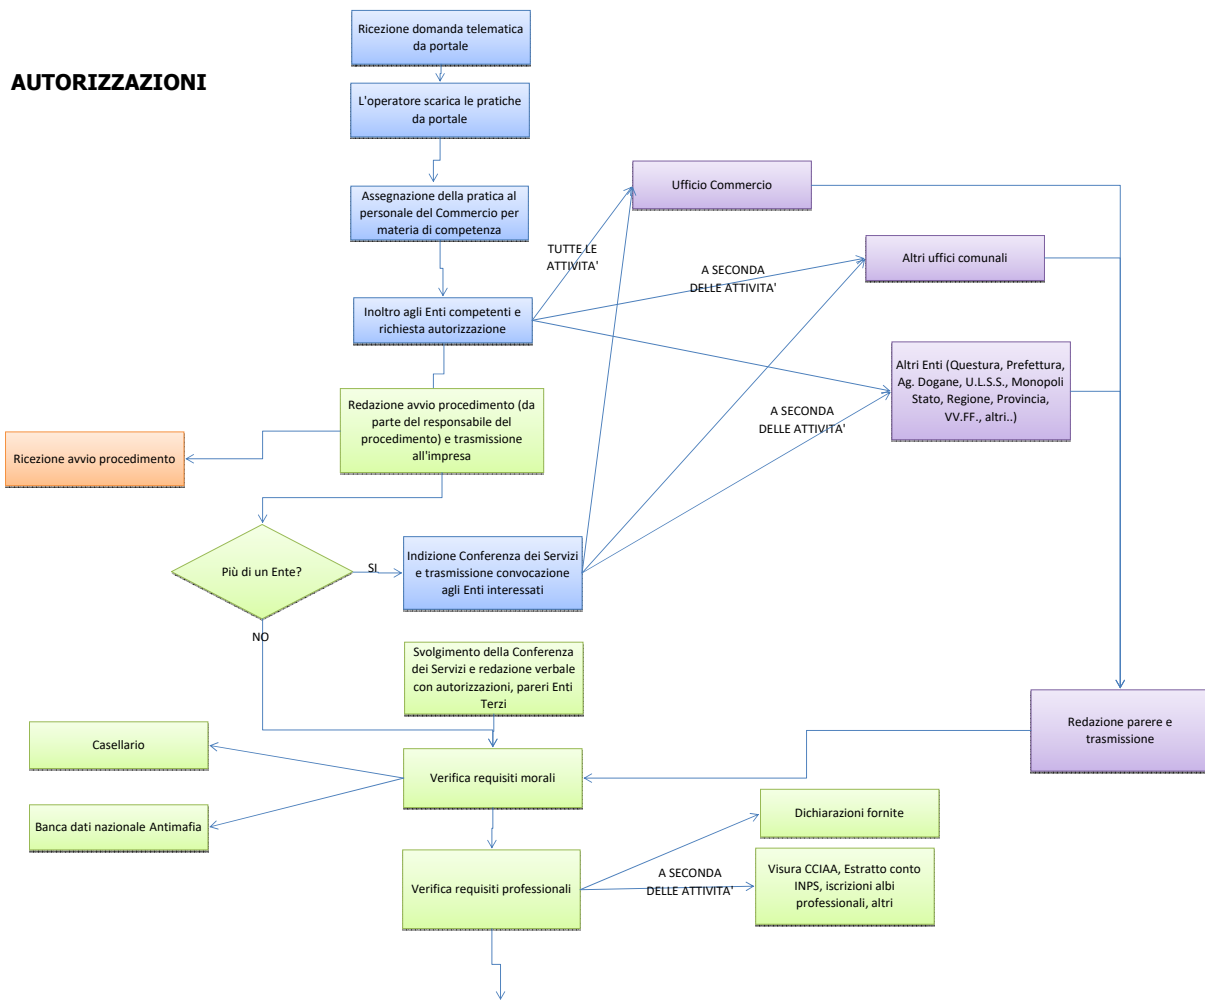 Ricezione domanda telematica
da portale
AUTORIZZAZIONI
L'operatore scarica le pratiche
da portale
Assegnazione della pratica al
personale del Commercio per
materia di competenza
Ufficio Commercio
TUTTE LE
ATTIVITA'
A SECONDA
DELLE ATTIVITA'
Altri uffici comunali
Inoltro agli Enti competenti e
richiesta autorizzazione
Altri Enti (Questura, Prefettura,
Ag. Dogane, U.L.S.S., Monopoli
Stato, Regione, Provincia,
VV.FF., altri..)
Redazione avvio procedimento (da
parte del responsabile del
procedimento) e trasmissione
all'impresa
A SECONDA
DELLE ATTIVITA'
Ricezione avvio procedimento
Più di un Ente?
SI
Indizione Conferenza dei Servizi
e trasmissione convocazione
agli Enti interessati
NO
Svolgimento della Conferenza
dei Servizi e redazione verbale
con autorizzazioni, pareri Enti
Terzi
Redazione parere e
trasmissione
Casellario
Verifica requisiti morali
Banca dati nazionale Antimafia
Dichiarazioni fornite
Verifica requisiti professionali
A SECONDA
DELLE ATTIVITA'
Visura CCIAA, Estratto conto
INPS, iscrizioni albi
professionali, altri